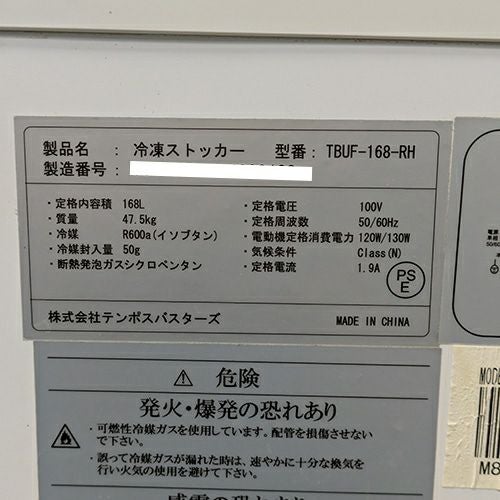 製品名 : 冷凍ストッカー 型番: TBUF-168-RH
製造番号:
・定格内容積 168L
・質量 47.5kg
・冷媒 R600a(イソブタン)
・冷媒封入量 50g
・断熱発泡ガスシクロペンタン
・定格電圧 100V
・定格周波数 50/60Hz
・電動機定格消費電力 120W/130W
・気候条件 Class(N)
・定格電流 1.9A
PS
E
株式会社テンポスバスターズ MADE IN CHINA
⚠ 危険
発火・爆発の恐れあり
・可燃性冷媒ガスを使用しています。配管を損傷させない
で下さい。
・誤って冷媒ガスが漏れた時は、速やかに十分な換気を
行い火気の使用を避けて下さい。
感電の恐れあり
M8